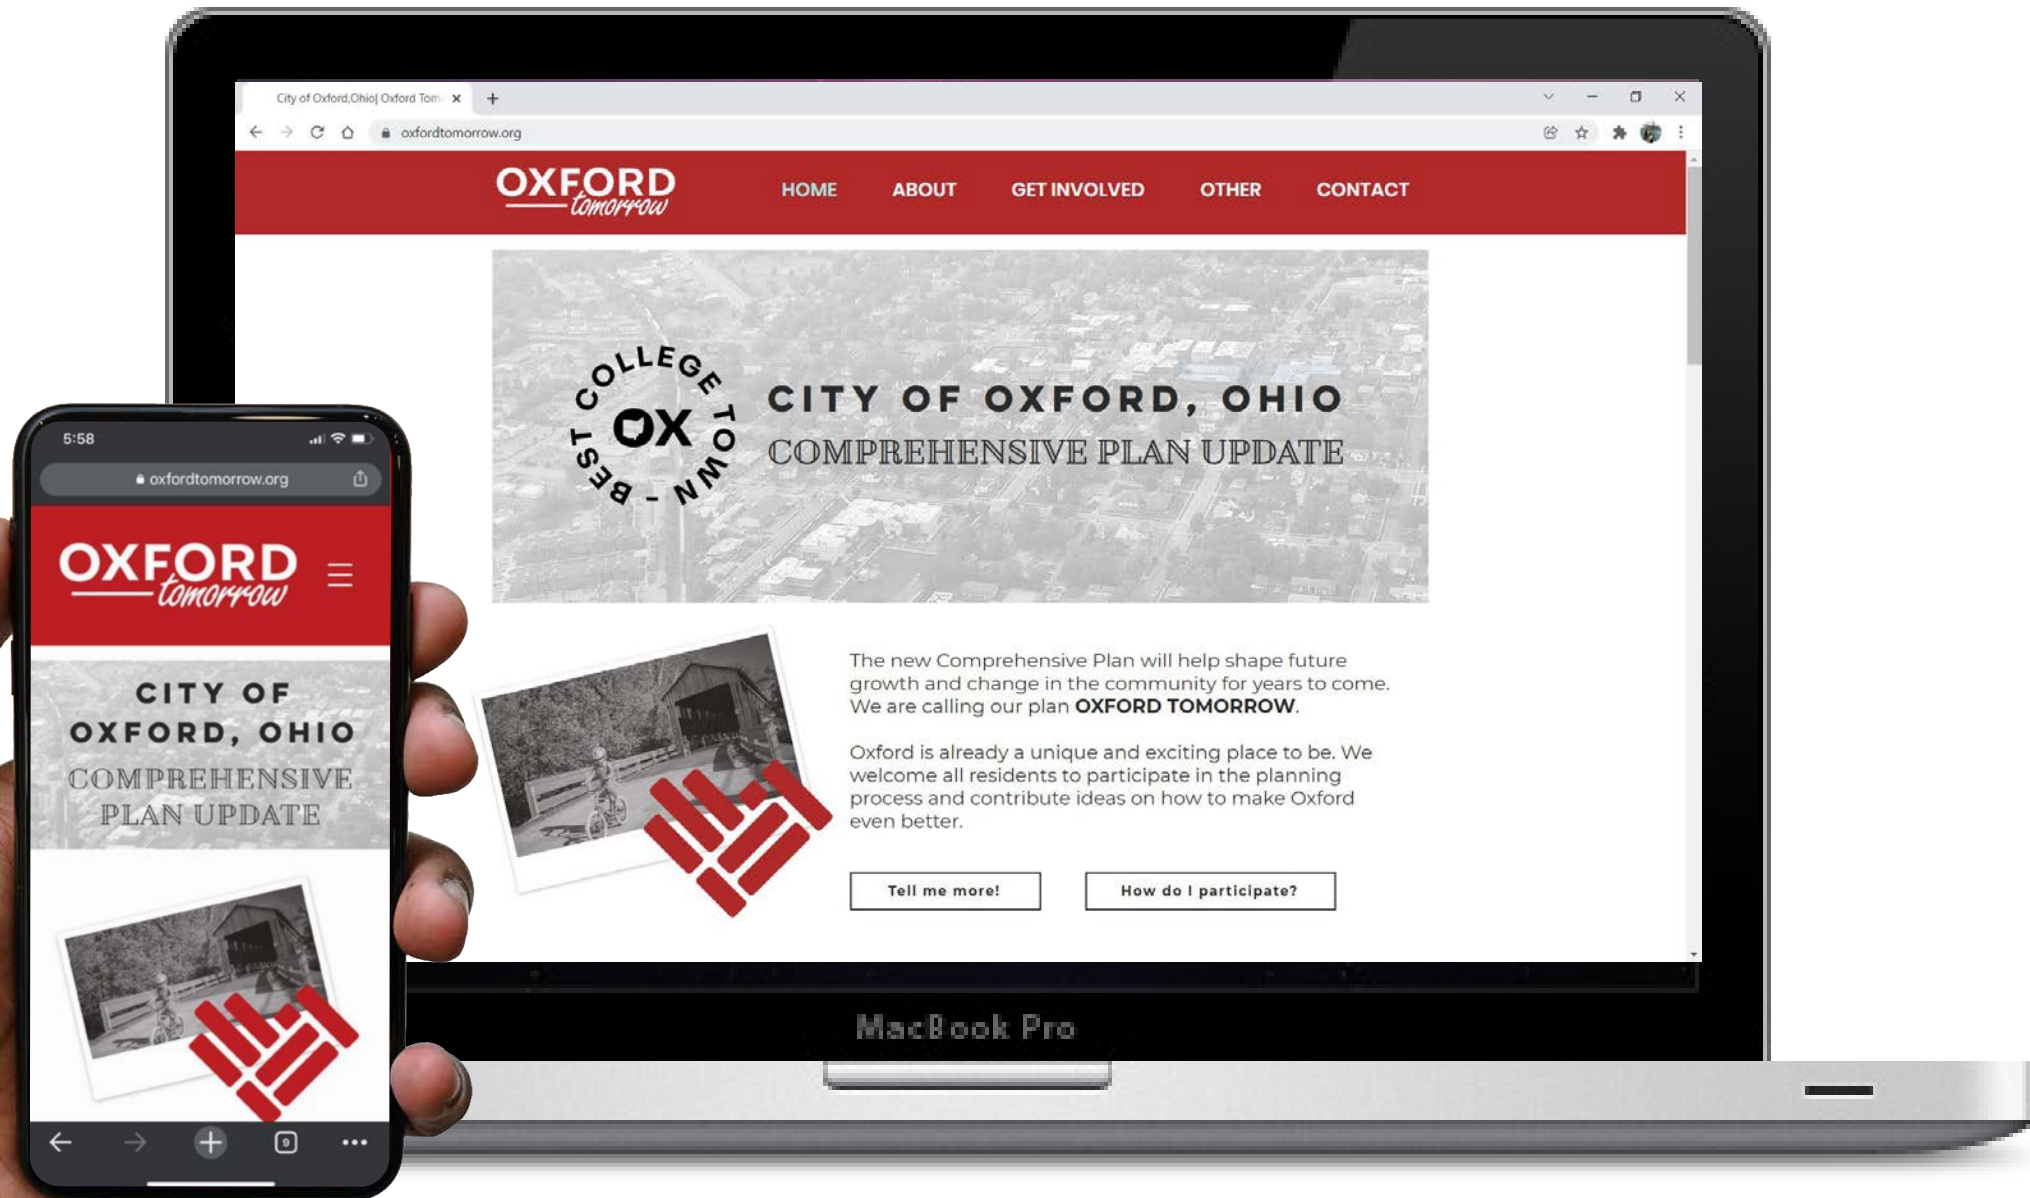 City of Oxford,Ohio| Oxford Tom
oxfordtomorrow.org
OXFORD
tomorrow
HOME ABOUT GET INVOLVED OTHER CONTACT
BEST COLLEGE TOWN -
OX
CITY OF OXFORD, OHIO
COMPREHENSIVE PLAN UPDATE
The new Comprehensive Plan will help shape future
growth and change in the community for years to come.
We are calling our plan OXFORD TOMORROW.
Oxford is already a unique and exciting place to be. We
welcome all residents to participate in the planning
process and contribute ideas on how to make Oxford
even better.
Tell me more! How do I participate?
MacBook Pro
5:58
oxfordtomorrow.org
OXFORD
tomorrow
CITY OF
OXFORD, OHIO
COMPREHENSIVE
PLAN UPDATE
9